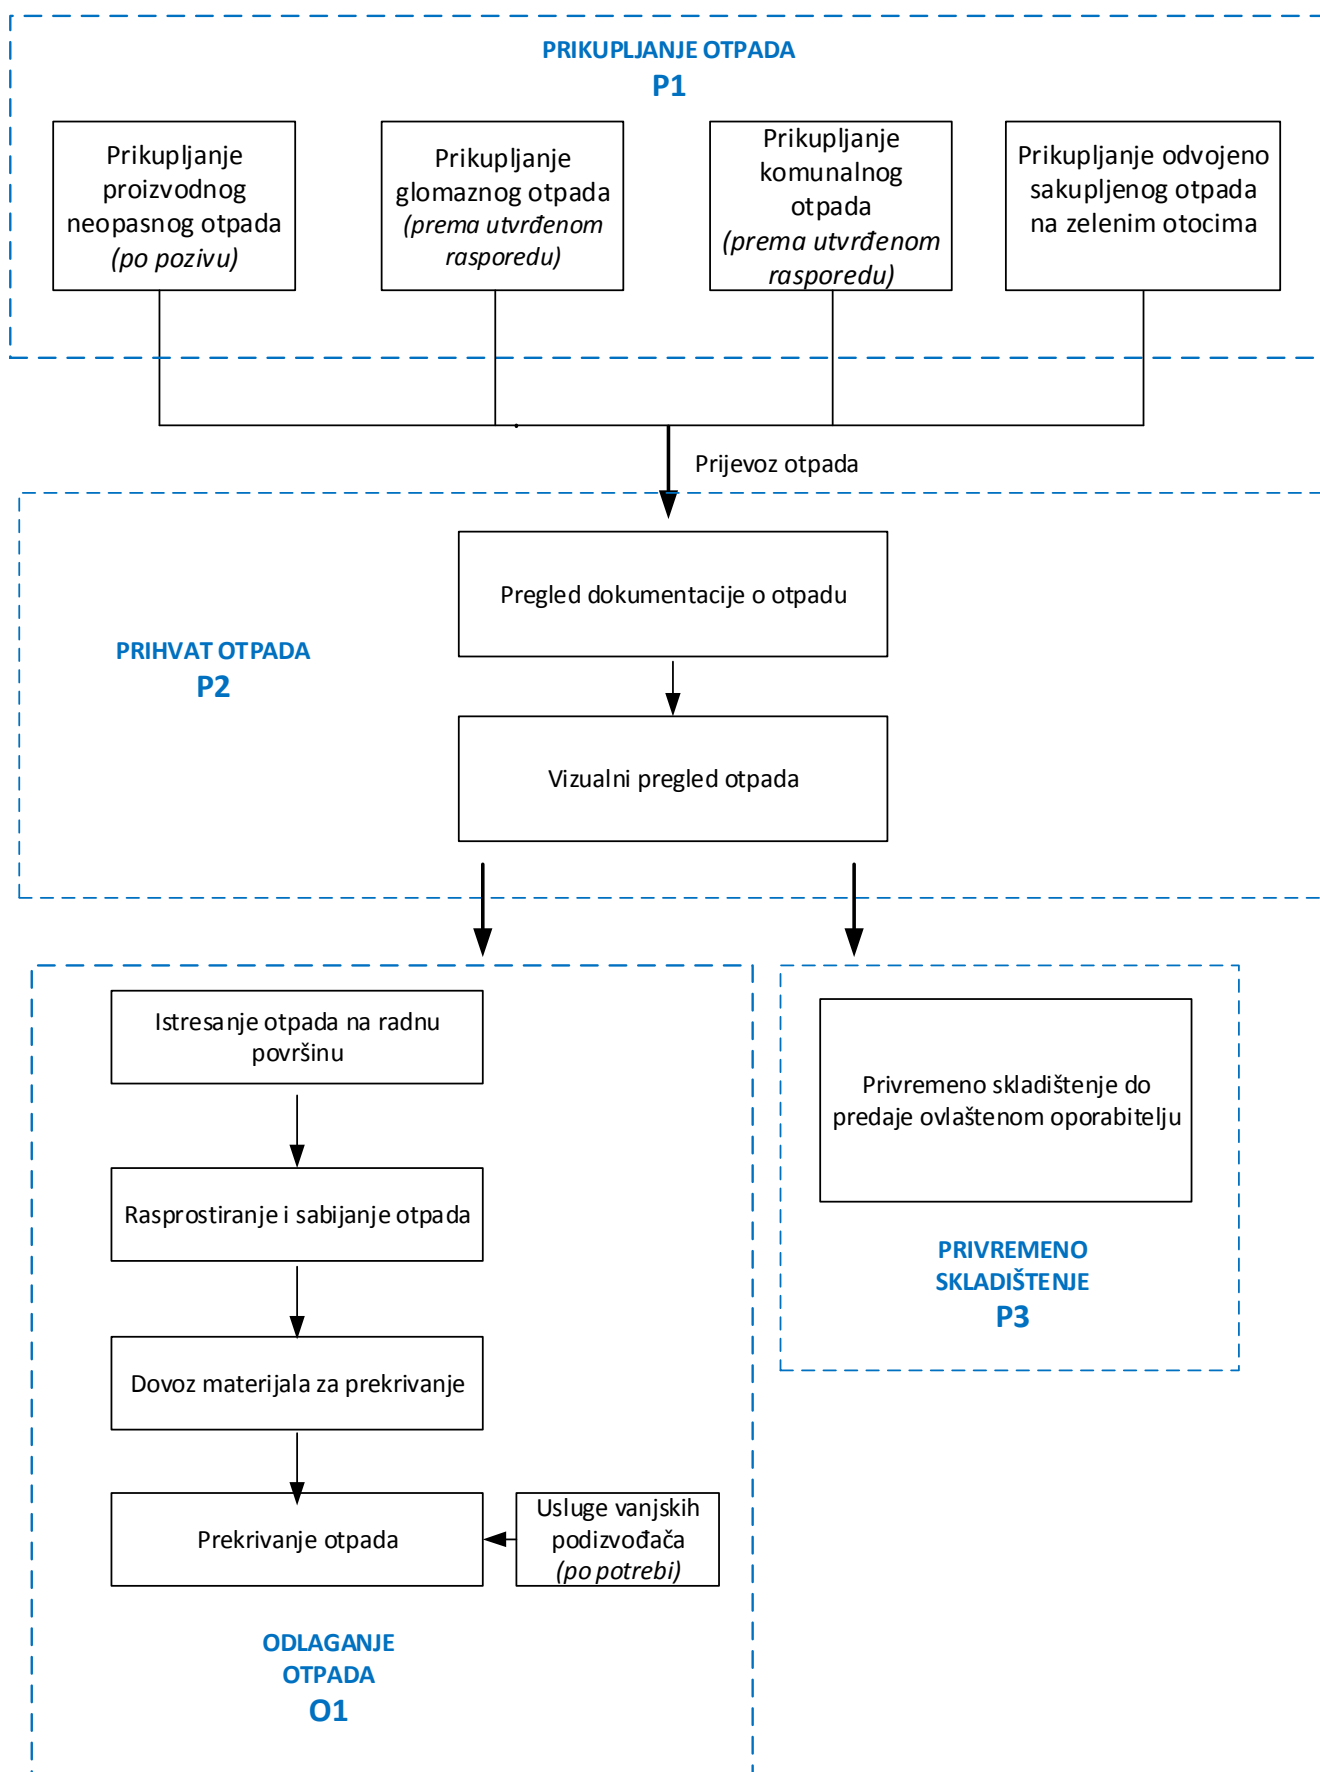 PRIKUPLJANJE OTPADA
P1
Prikupljanje
proizvodnog
neopasnog otpada
(po pozivu)
Prikupljanje
glomaznog otpada
(prema utvrđenom
rasporedu)
Prikupljanje
komunalnog
otpada
(prema utvrđenom
rasporedu)
Prikupljanje odvojeno
sakupljenog otpada
na zelenim otocima
Prijevoz otpada
Pregled dokumentacije o otpadu
PRIHVAT OTPADA
P2
Vizualni pregled otpada
Istresanje otpada na radnu
površinu
Rasprostiranje i sabijanje otpada
Dovoz materijala za prekrivanje
Prekrivanje otpada
Usluge vanjskih
podizvođača
(po potrebi)
ODLAGANJE
OTPADA
O1
Privremeno skladištenje do
predaje ovlaštenom oporabitelju
PRIVREMENO
SKLADIŠTENJE
P3